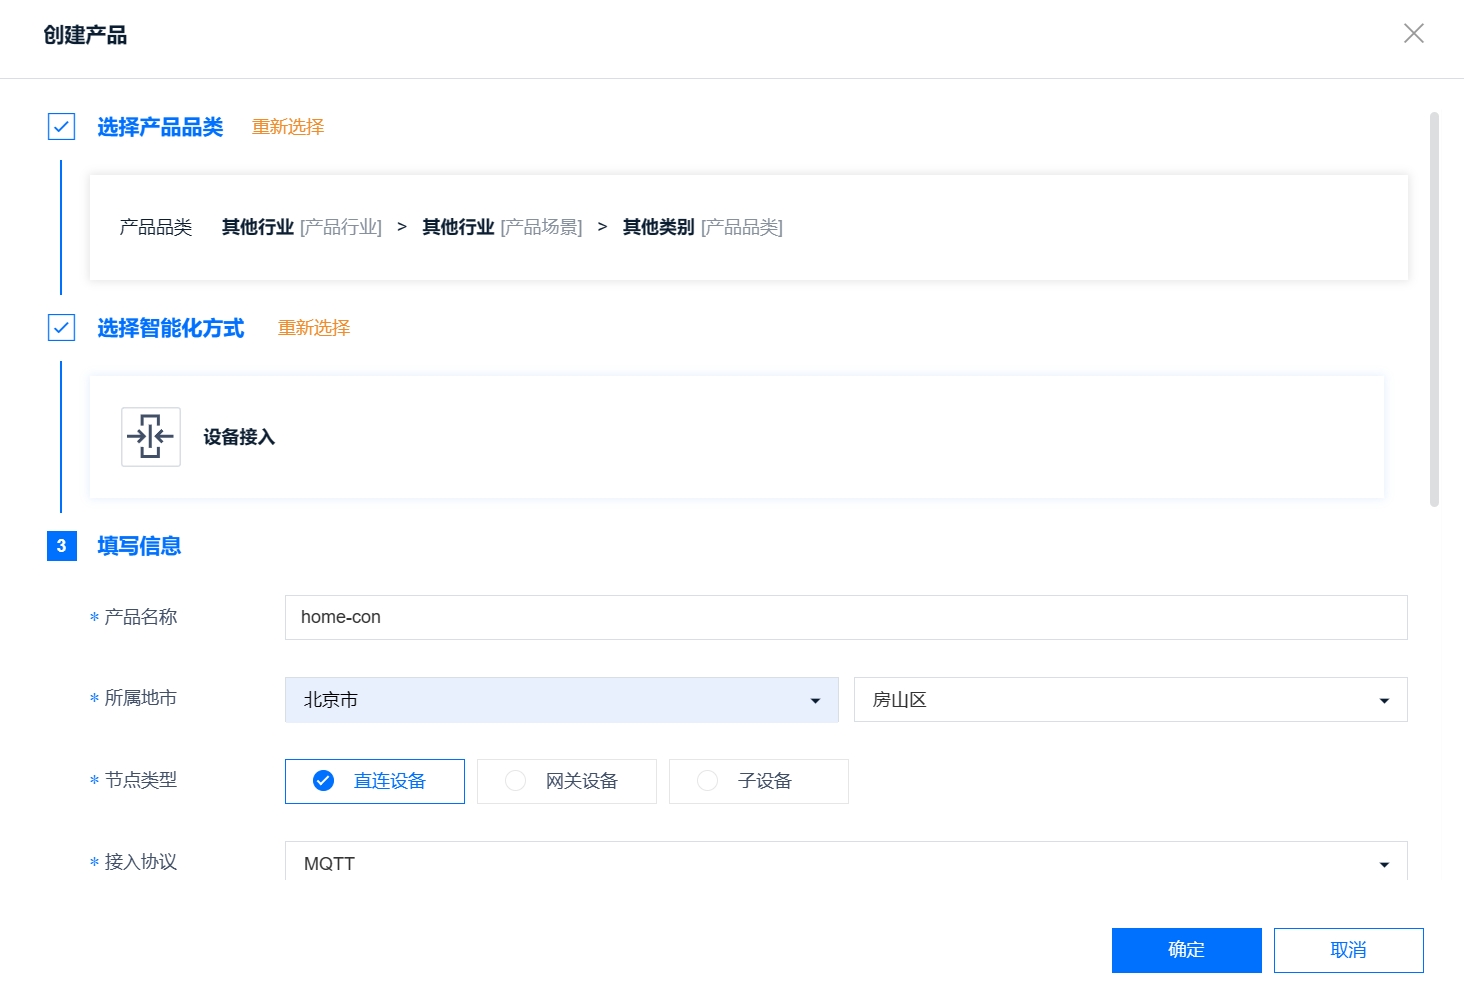 创建产品
选择产品品类 重新选择
产品品类 其他行业 [产品行业] > 其他行业 [产品场景] > 其他类别 [产品品类]
选择智能化方式 重新选择
设备接入
3 填写信息
* 产品名称 home-con
* 所属地市 北京市 房山区
* 节点类型 直连设备 网关设备 子设备
* 接入协议 MQTT
确定 取消